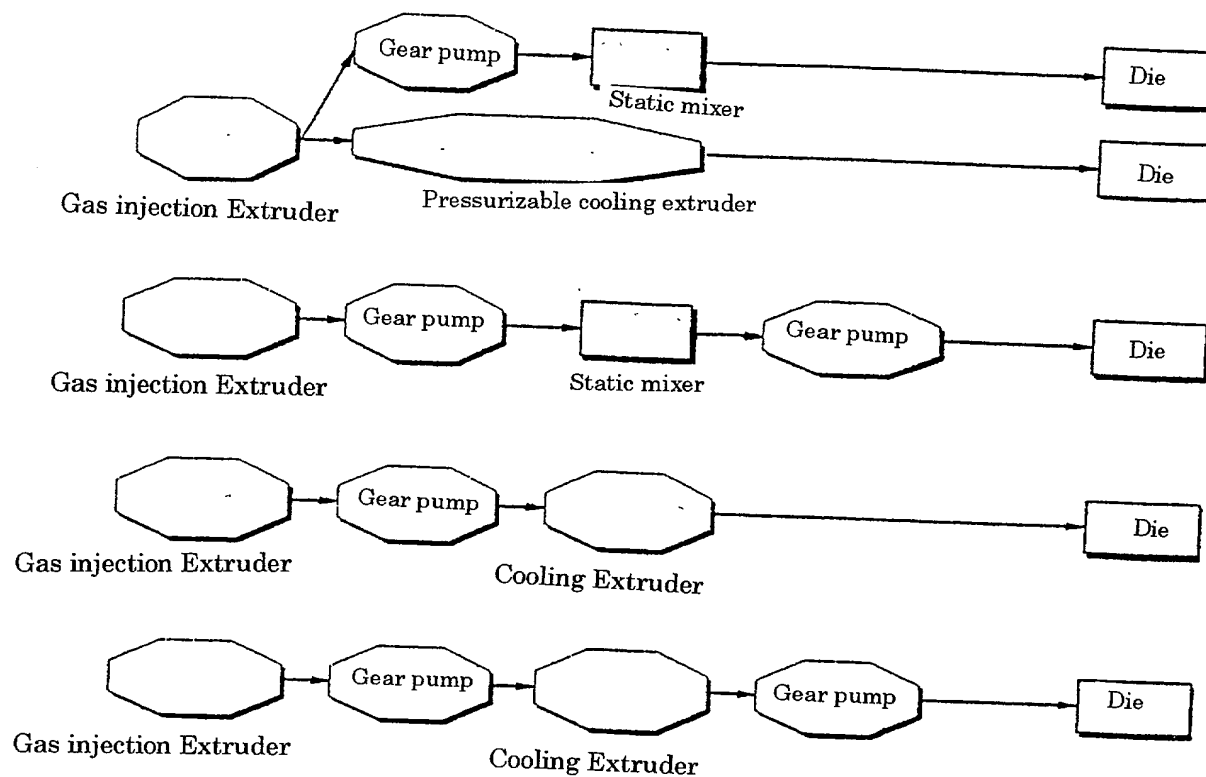 Gear pump
Static mixer
Die
Gas injection Extruder
Pressurizable cooling extruder
Die
Gas injection Extruder
Gear pump
Static mixer
Gear pump
Die
Gas injection Extruder
Gear pump
Cooling Extruder
Die
Gas injection Extruder
Gear pump
Cooling Extruder
Gear pump
Die